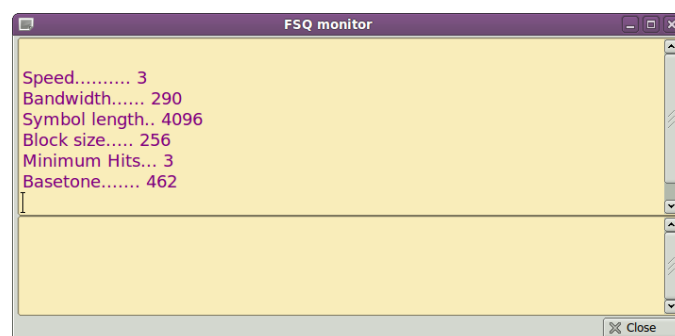 FSQ monitor
Speed.......... 3
Bandwidth...... 290
Symbol length.. 4096
Block size..... 256
Minimum Hits... 3
Basetone....... 462
Close